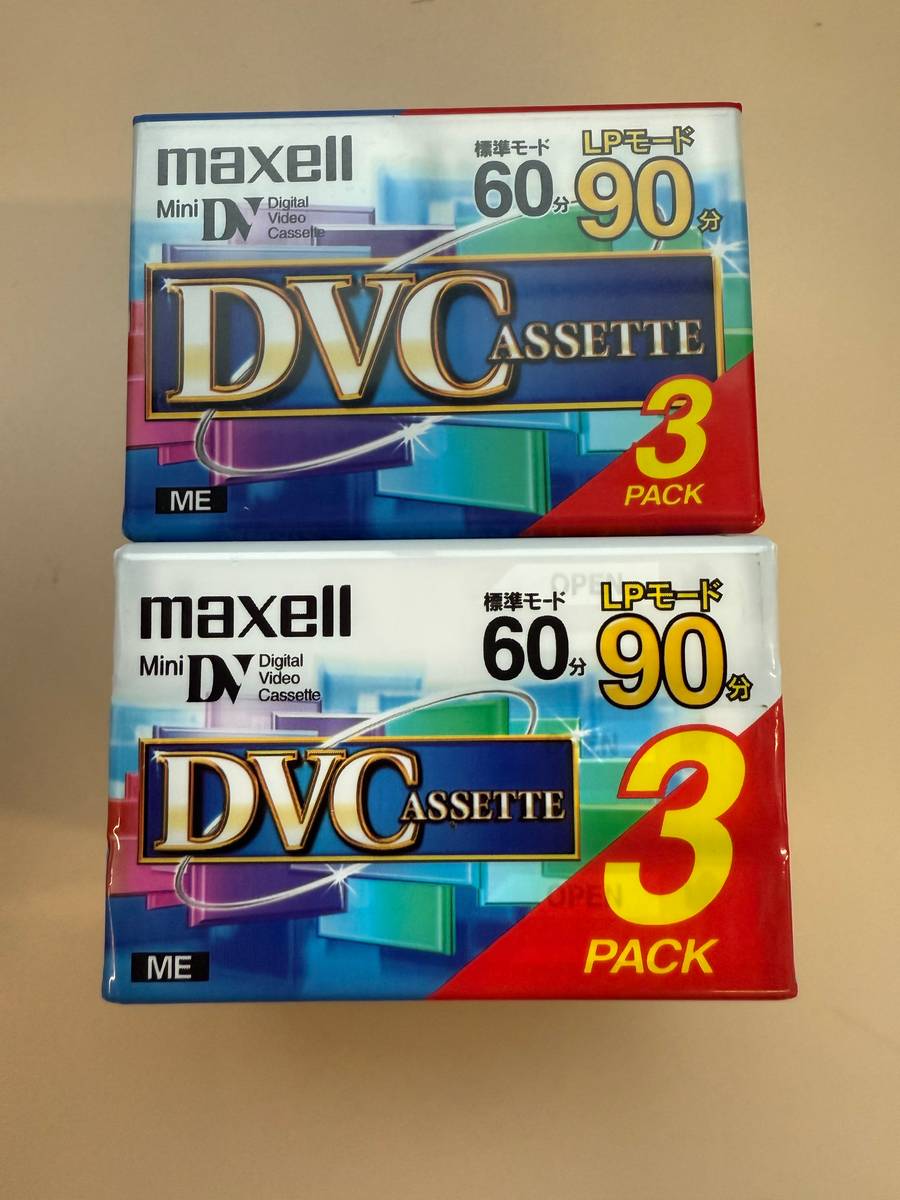 maxell
標準モード LPモード
60分 90分
Mini DV Digital
Video
Cassette
DVCASSETTE
3
PACK
ME
OPEN
maxell
標準モード LPモード
60分 90分
Mini DV Digital
Video
Cassette
DVCASSETTE
3
OPEN
PACK
ME